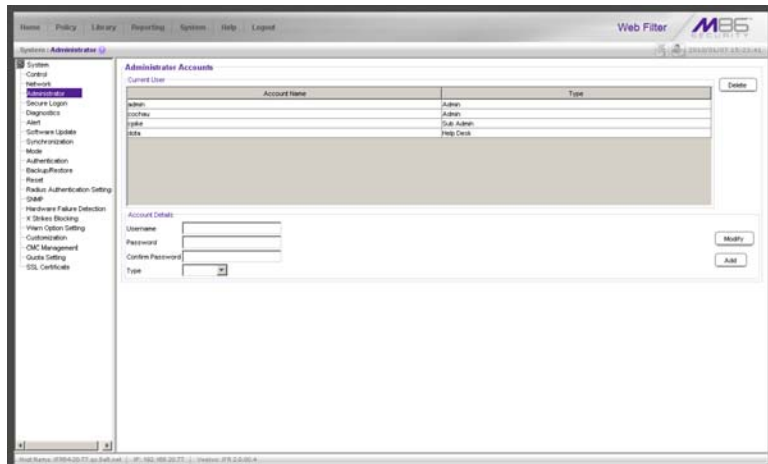 Home Policy Library Reporting System Help Logout
Web Filter
M86
SECURITY
System : Administrator
System
Control
Network
Administrator
Secure Logon
Diagnostics
Alert
Software Update
Synchronization
Mode
Authentication
Backup/Restore
Reset
Radius Authentication Setting
SNMP
Hardware Failure Detection
X Strikes Blocking
Warn Option Setting
Customization
CMC Management
Quota Setting
SSL Certificate
Administrator Accounts
Current User
Account Name Type
admin Admin
cochau Admin
Sub Admin
Help Desk
Delete
Account Details
Username
Password
Confirm Password
Type
Modify
Add